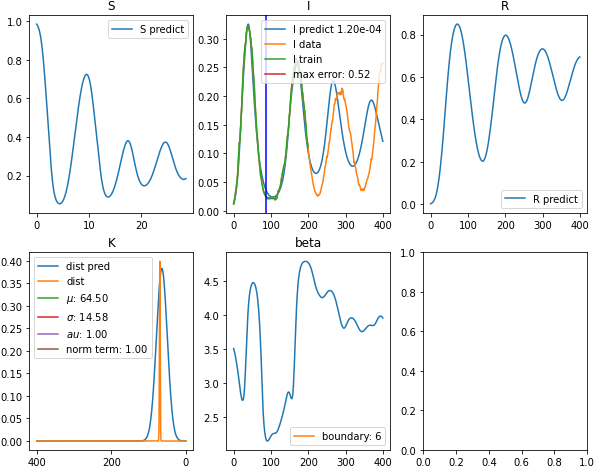 S
I
R
S predict
I predict 1.20e-04
I data
I train
max error: 0.52
R predict
1.0
0.8
0.6
0.4
0.2
0 10 20
0.30
0.25
0.20
0.15
0.10
0.05
0.00
0 100 200 300 400
0.8
0.6
0.4
0.2
0.0
0 100 200 300 400
K
beta
dist pred
dist
μ: 64.50
σ: 14.58
au: 1.00
norm term: 1.00
boundary: 6
0.40
0.35
0.30
0.25
0.20
0.15
0.10
0.05
0.00
400 200 0
4.5
4.0
3.5
3.0
2.5
0 100 200 300 400
1.0
0.8
0.6
0.4
0.2
0.0
0.0 0.2 0.4 0.6 0.8 1.0